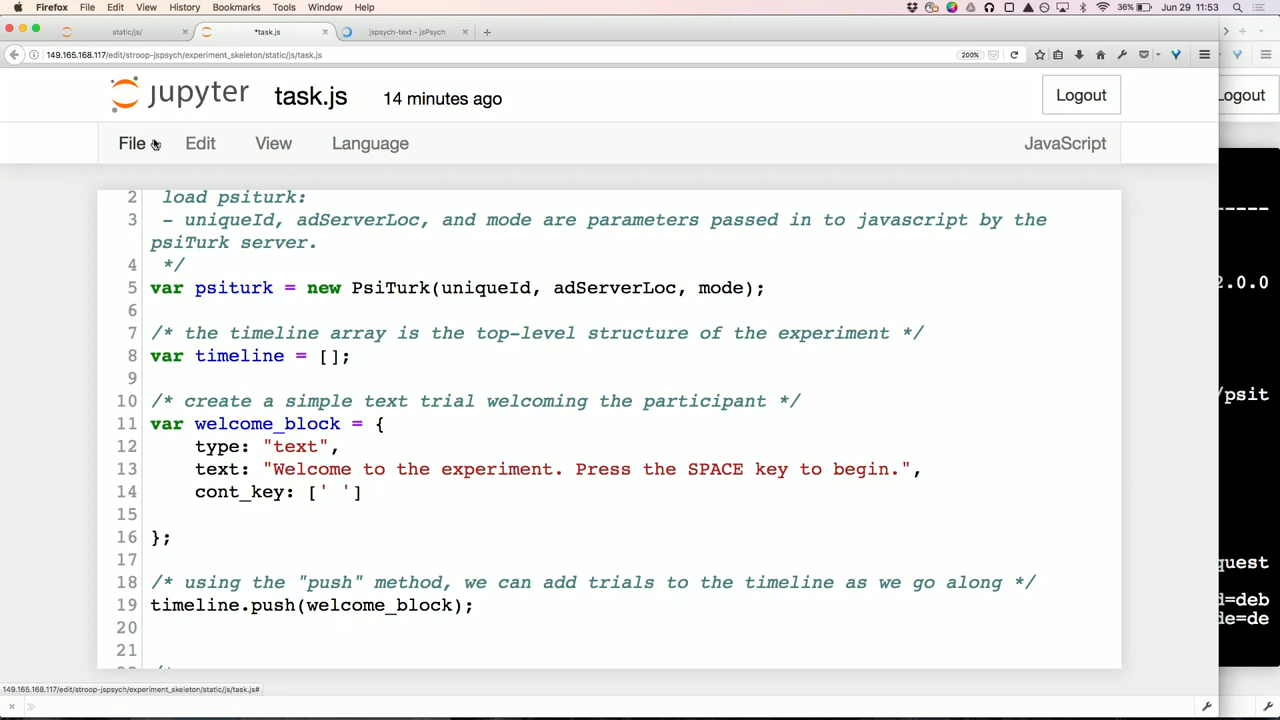 Firefox File Edit View History Bookmarks Tools Window Help 36% Jun 29 11:53
static/js/ × *task.js × jspsych-text - jsPsych × +
149.165.168.117/edit/stroop-jspsych/experiment_skeleton/static/js/task.js 200%
jupyter task.js 14 minutes ago Logout Logout
File Edit View Language JavaScript
2 load psiturk:
3 - uniqueId, adServerLoc, and mode are parameters passed in to javascript by the
psiTurk server.
4 */
5 var psiturk = new PsiTurk(uniqueId, adServerLoc, mode);
6
7 /* the timeline array is the top-level structure of the experiment */
8 var timeline = [];
9
10 /* create a simple text trial welcoming the participant */
11 var welcome_block = {
12 type: "text",
13 text: "Welcome to the experiment. Press the SPACE key to begin.",
14 cont_key: [' ']
15
16 };
17
18 /* using the "push" method, we can add trials to the timeline as we go along */
19 timeline.push(welcome_block);
20
21
-----
2.0.0
/psit
quest
d=deb
de=de
149.165.168.117/edit/stroop-jspsych/experiment_skeleton/static/js/task.js#